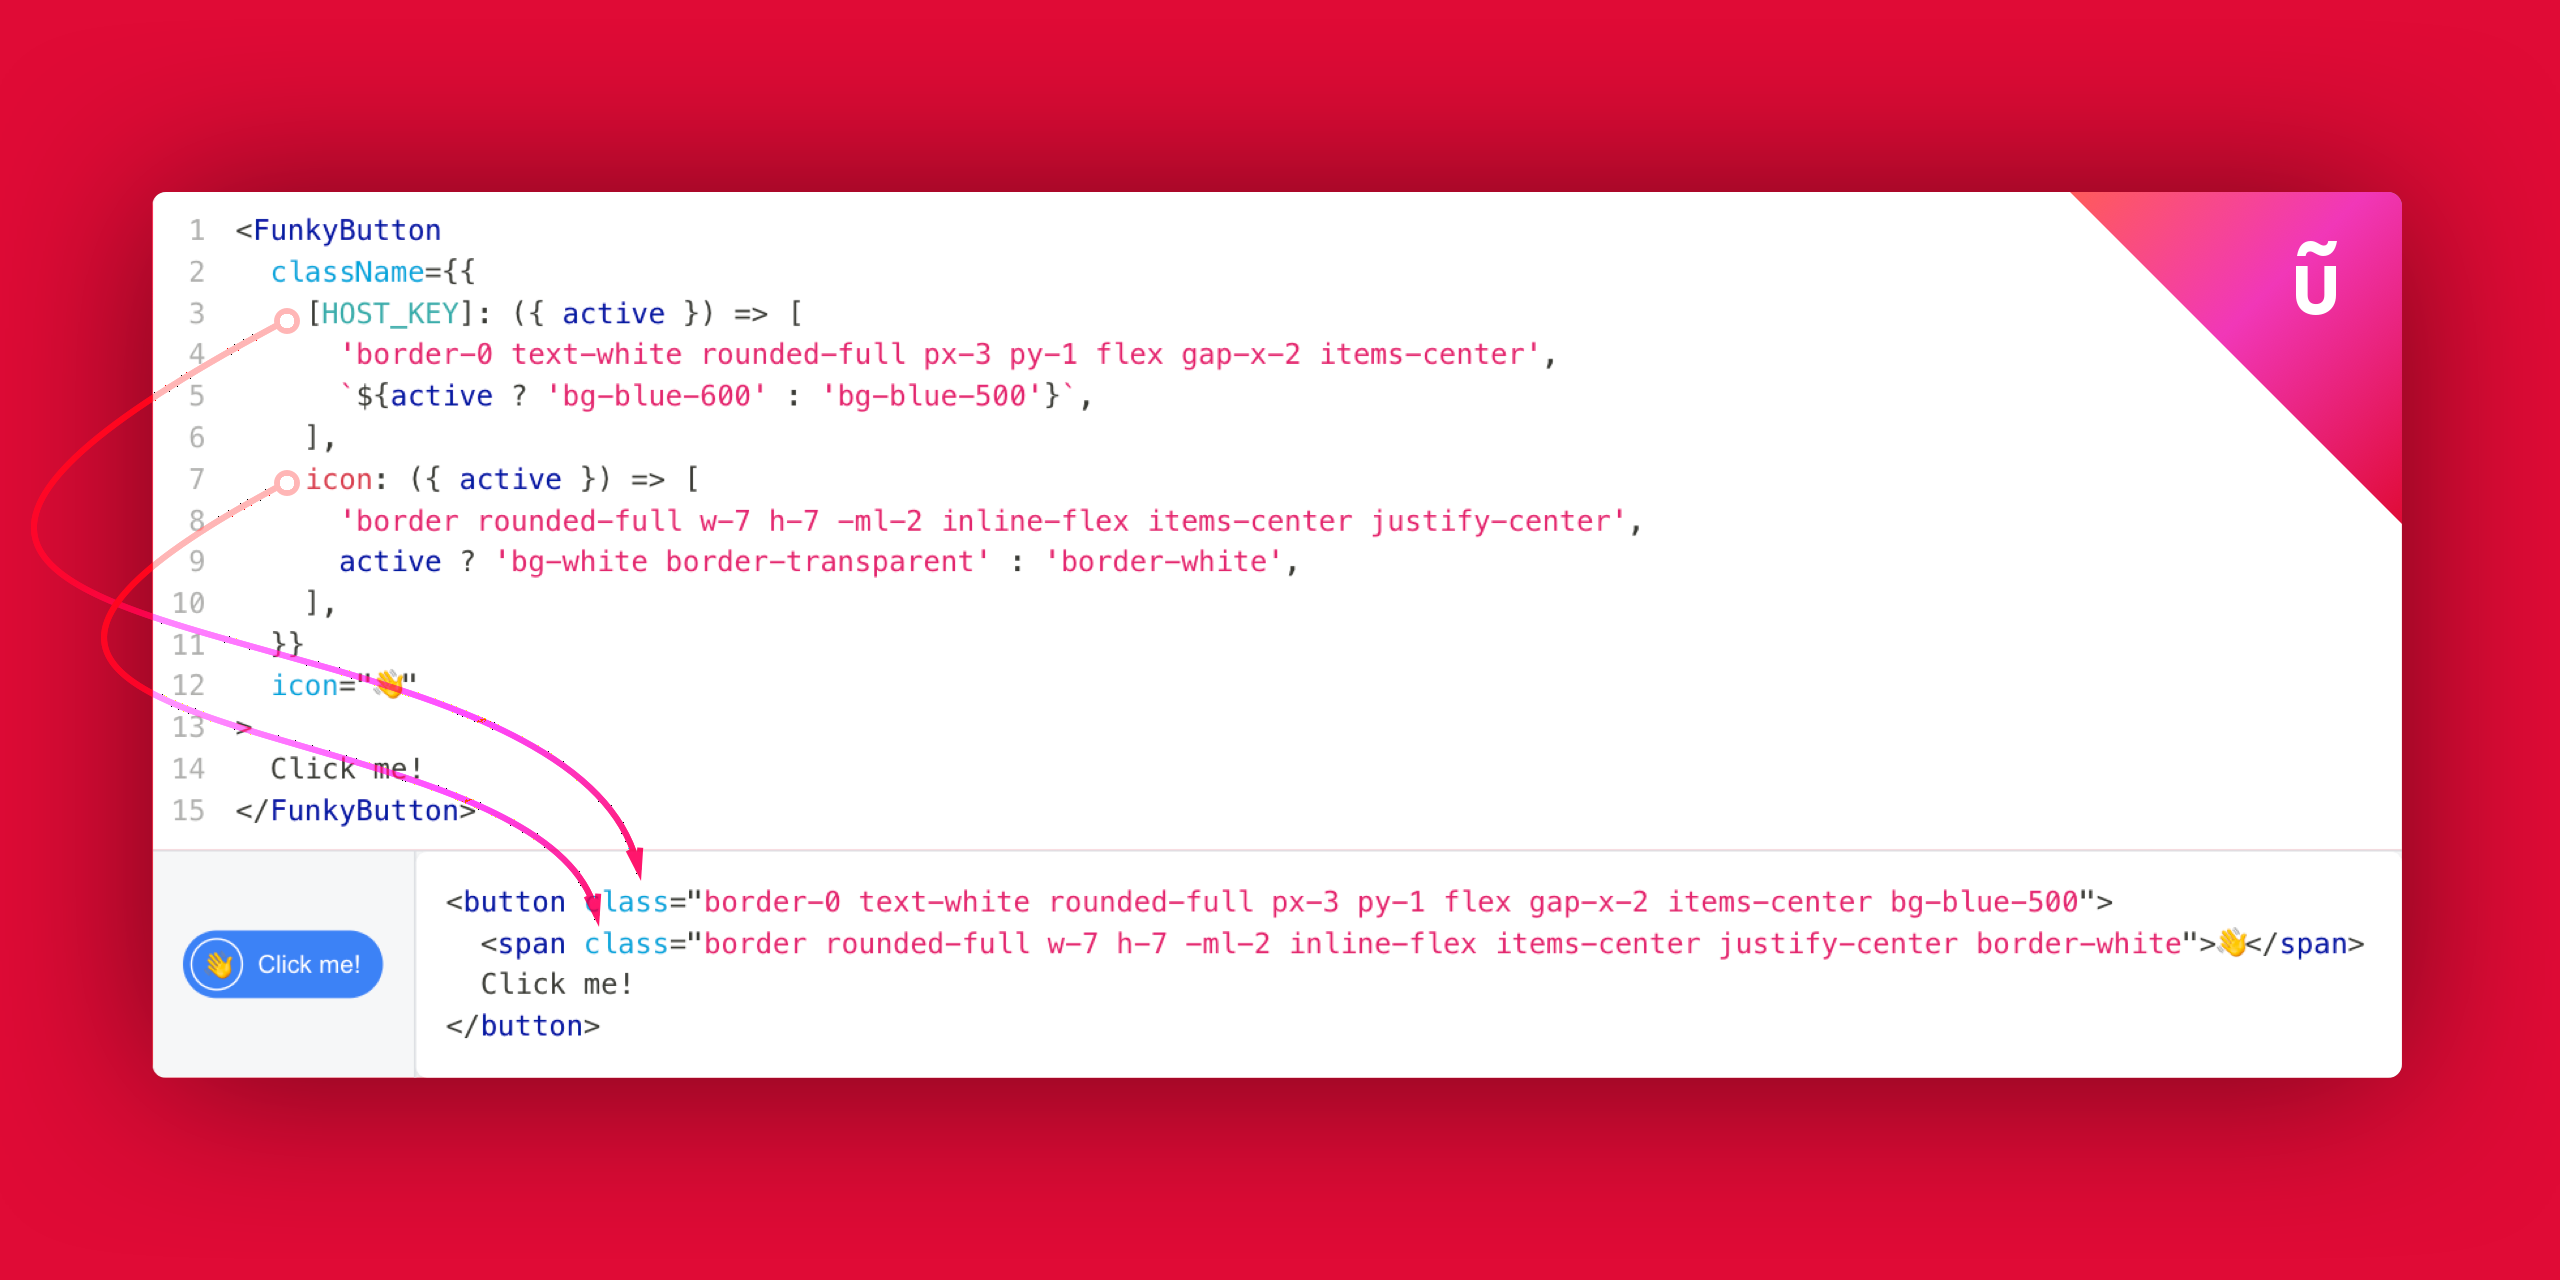 ũ
1 <FunkyButton
2   className={{
3     [HOST_KEY]: ({ active }) => [
4       'border-0 text-white rounded-full px-3 py-1 flex gap-x-2 items-center',
5       `${active ? 'bg-blue-600' : 'bg-blue-500'}`,
6     ],
7     icon: ({ active }) => [
8       'border rounded-full w-7 h-7 -ml-2 inline-flex items-center justify-center',
9       active ? 'bg-white border-transparent' : 'border-white',
10     ],
11   }}
12   icon="👋"
13 >
14   Click me!
15 </FunkyButton>
👋 Click me!
<button class="border-0 text-white rounded-full px-3 py-1 flex gap-x-2 items-center bg-blue-500">
  <span class="border rounded-full w-7 h-7 -ml-2 inline-flex items-center justify-center border-white">👋</span>
  Click me!
</button>